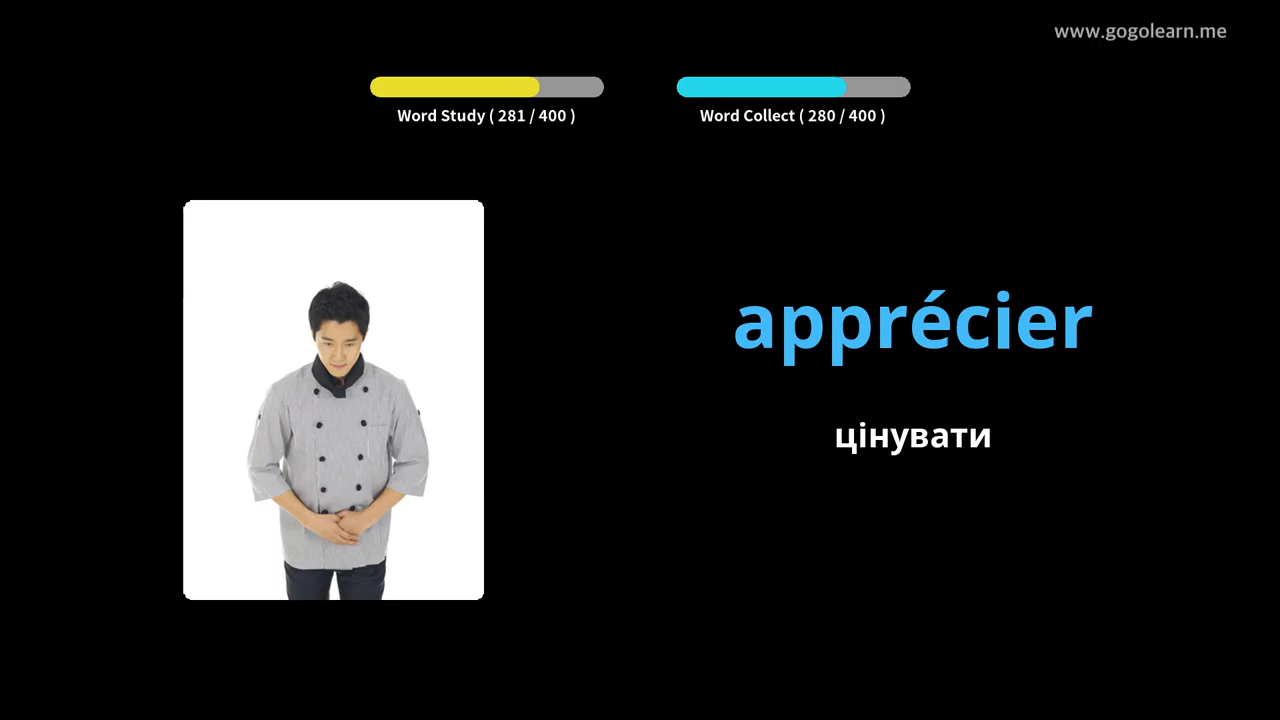 www.gogolearn.me
Word Study ( 281 / 400 )
Word Collect ( 280 / 400 )
apprécier
цінувати